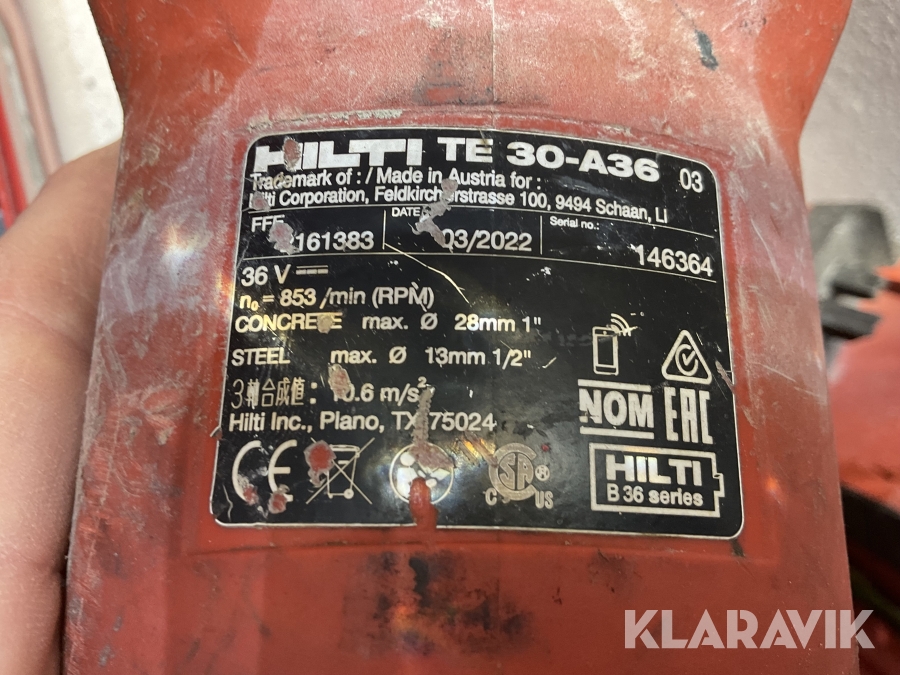 HILTI TE 30-A36 03
Trademark of : / Made in Austria for :
Hilti Corporation, Feldkircherstrasse 100, 9494 Schaan, LI
DATE Serial no.:
161383 03/2022 146364
36 V
n₀ = 853 /min (RPM)
CONCRETE max. Ø 28mm 1"
STEEL max. Ø 13mm 1/2"
3軸合成値: 10.6 m/s²
Hilti Inc., Plano, TX 75024
NOM EAC
CE
C SA ® US
HILTI
B 36 series
KLARAVIK